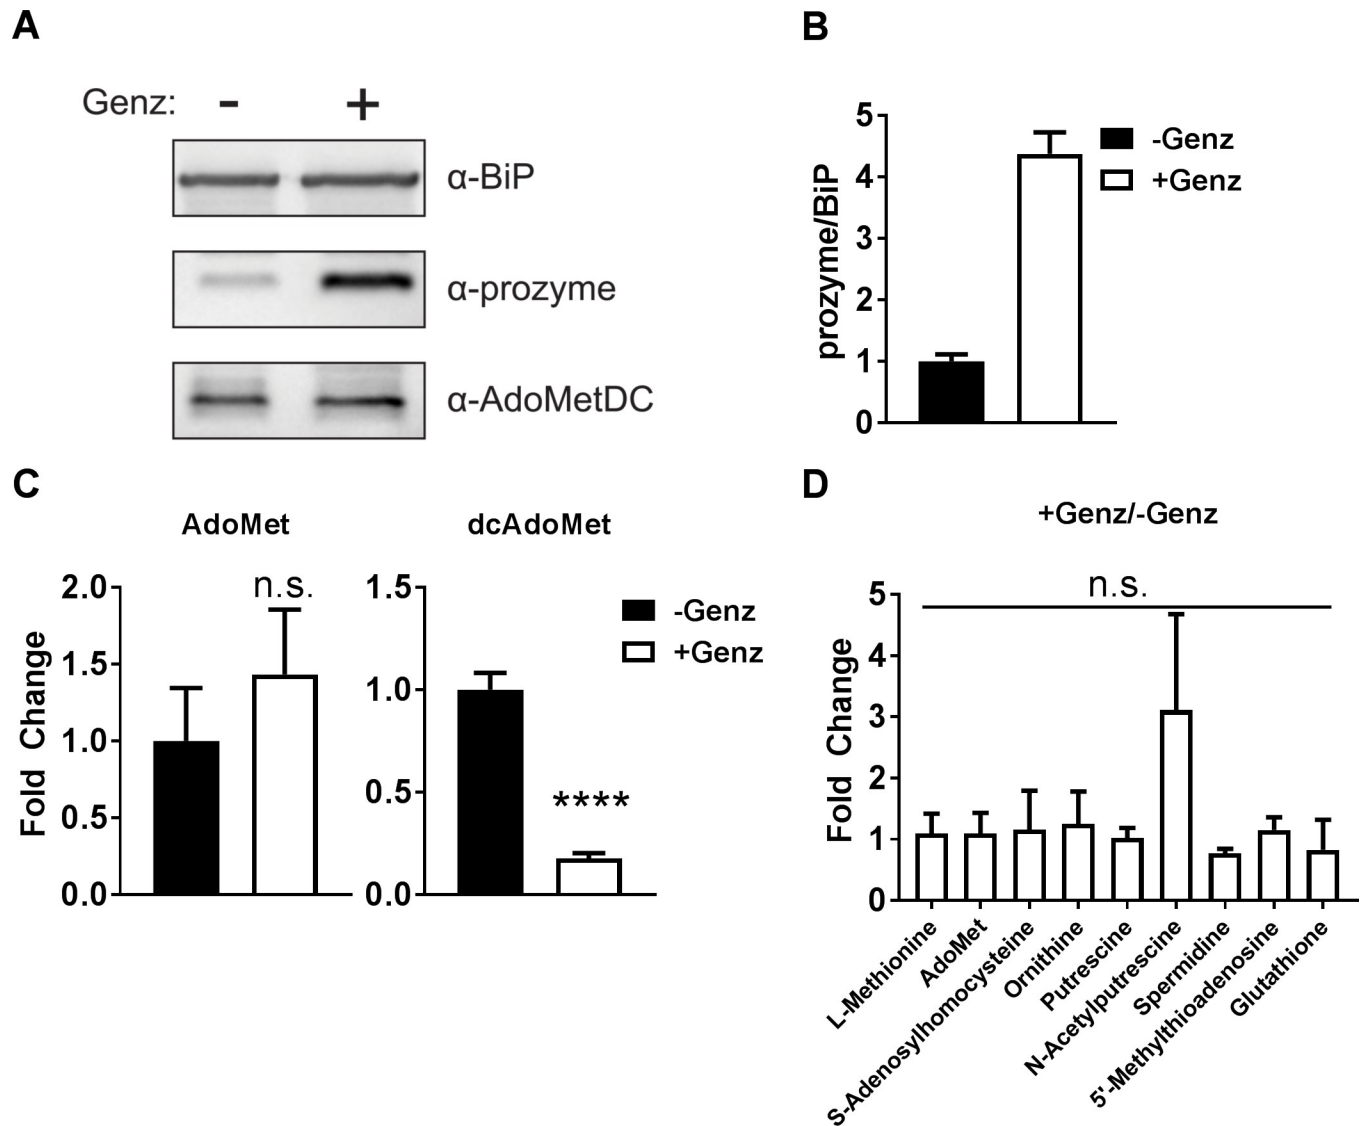 A
Genz: - +
α-BiP
α-prozyme
α-AdoMetDC
B
prozyme/BiP
5
4
3
2
1
0
-Genz
+Genz
C
AdoMet
Fold Change
2.0
1.5
1.0
0.5
0.0
n.s.
dcAdoMet
1.5
1.0
0.5
0.0
****
-Genz
+Genz
D
+Genz/-Genz
n.s.
Fold Change
5
4
3
2
1
0
L-Methionine
AdoMet
S-Adenosylhomocysteine
Ornithine
Putrescine
N-Acetylputrescine
Spermidine
5'-Methylthioadenosine
Glutathione